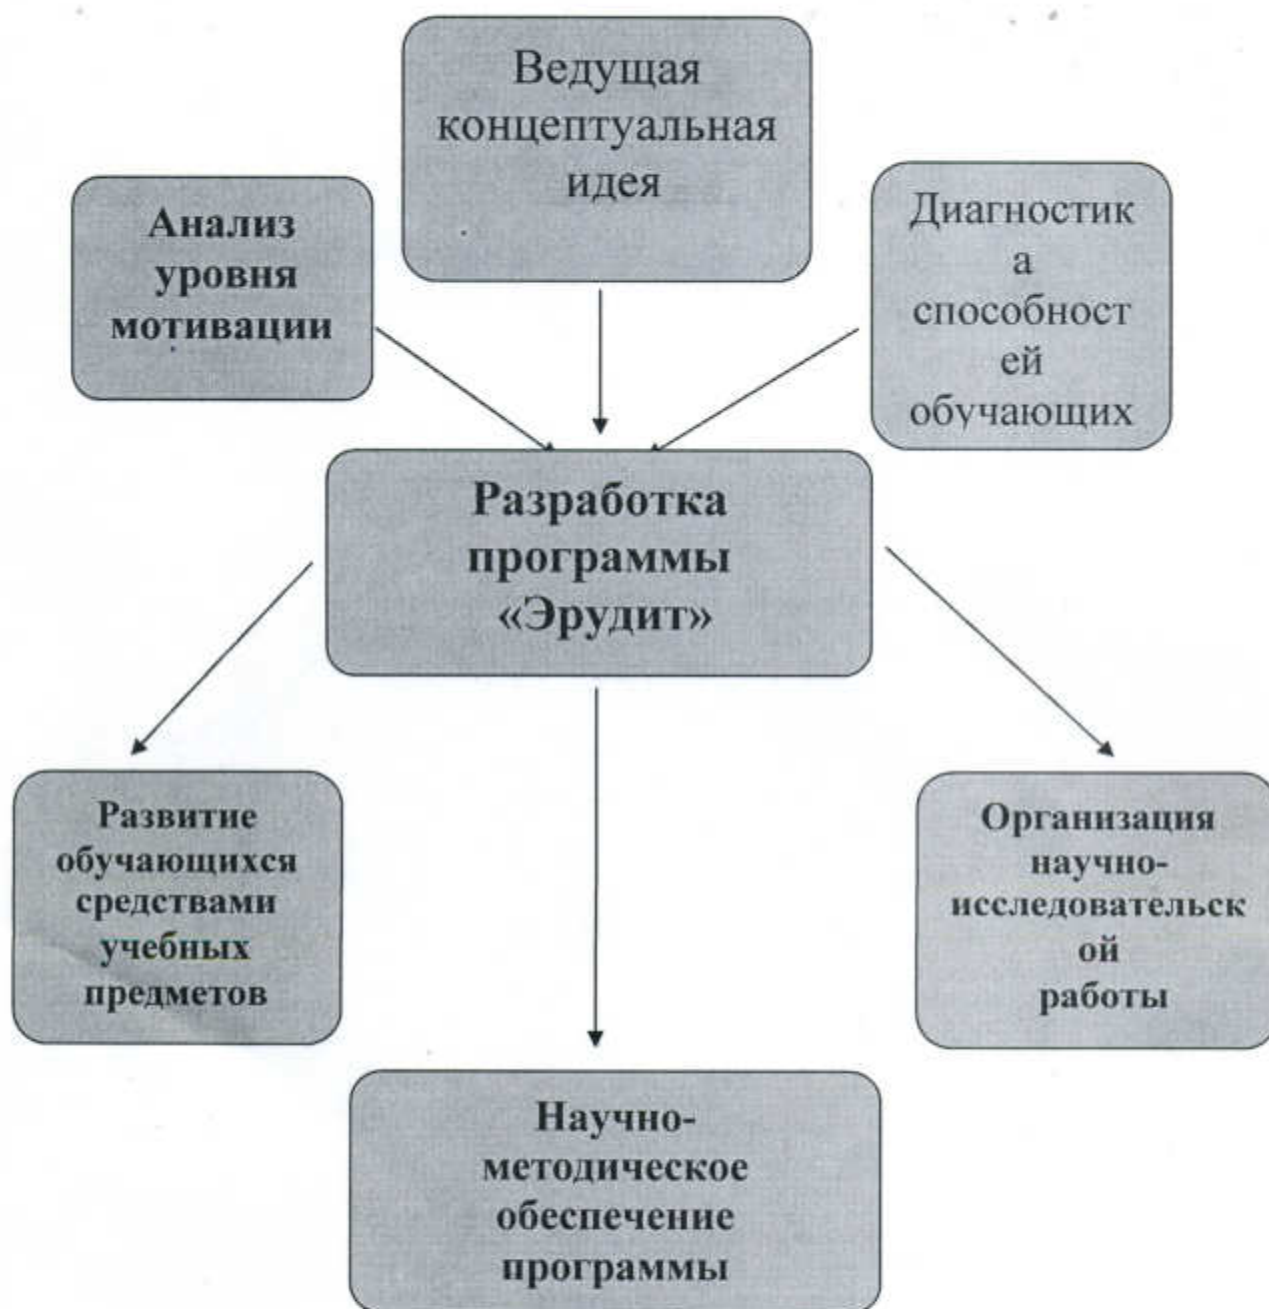 Ведущая
концептуальная
идея
Анализ
уровня
мотивации
Диагностик
а
способност
ей
обучающих
Разработка
программы
«Эрудит»
Развитие
обучающихся
средствами
учебных
предметов
Организация
научно-
исследовательск
ой
работы
Научно-
методическое
обеспечение
программы